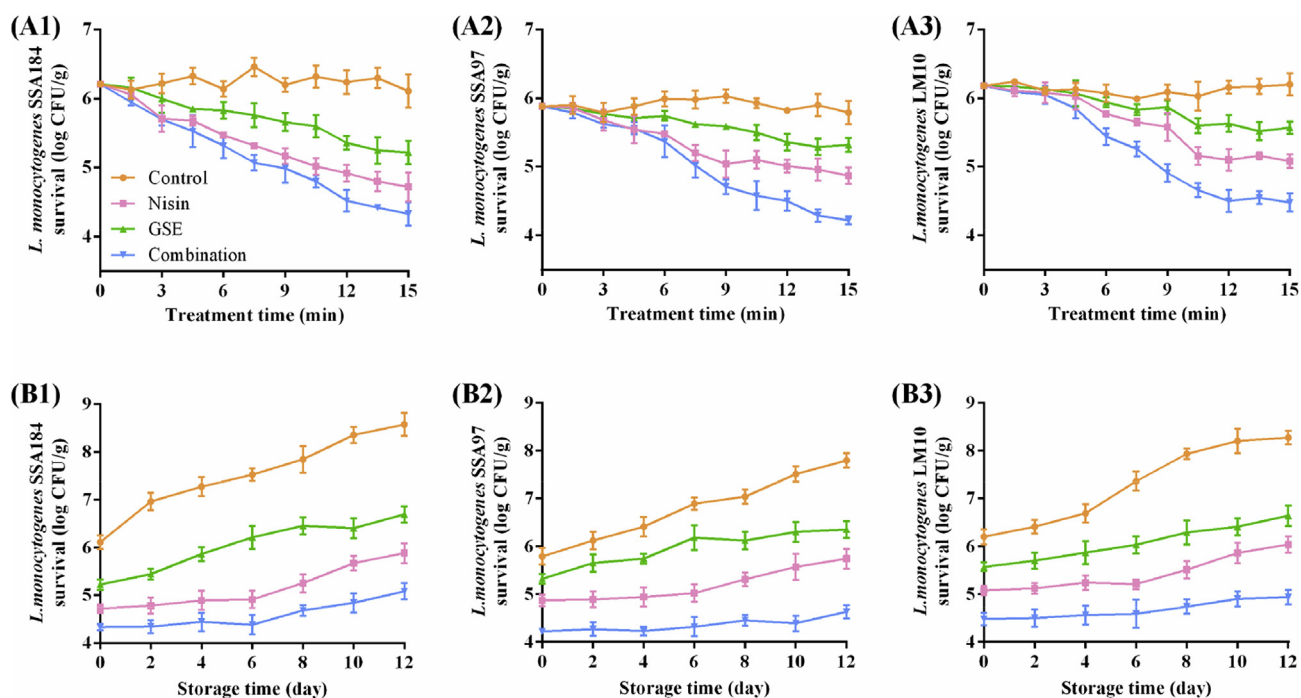 (A1)
L. monocytogenes SSA184
survival (log CFU/g)
7
6
5
4
Control
Nisin
GSE
Combination
0 3 6 9 12 15
Treatment time (min)
(A2)
L. monocytogenes SSA97
survival (log CFU/g)
7
6
5
4
0 3 6 9 12 15
Treatment time (min)
(A3)
L.monocytogenes LM10
survival (log CFU/g)
7
6
5
4
0 3 6 9 12 15
Treatment time (min)
(B1)
L.monocytogenes SSA184
survival (log CFU/g)
9
8
7
6
5
4
0 2 4 6 8 10 12
Storage time (day)
(B2)
L.monocytogenes SSA97
survival (log CFU/g)
9
8
7
6
5
4
0 2 4 6 8 10 12
Storage time (day)
(B3)
L.monocytogenes LM10
survival (log CFU/g)
9
8
7
6
5
4
0 2 4 6 8 10 12
Storage time (day)